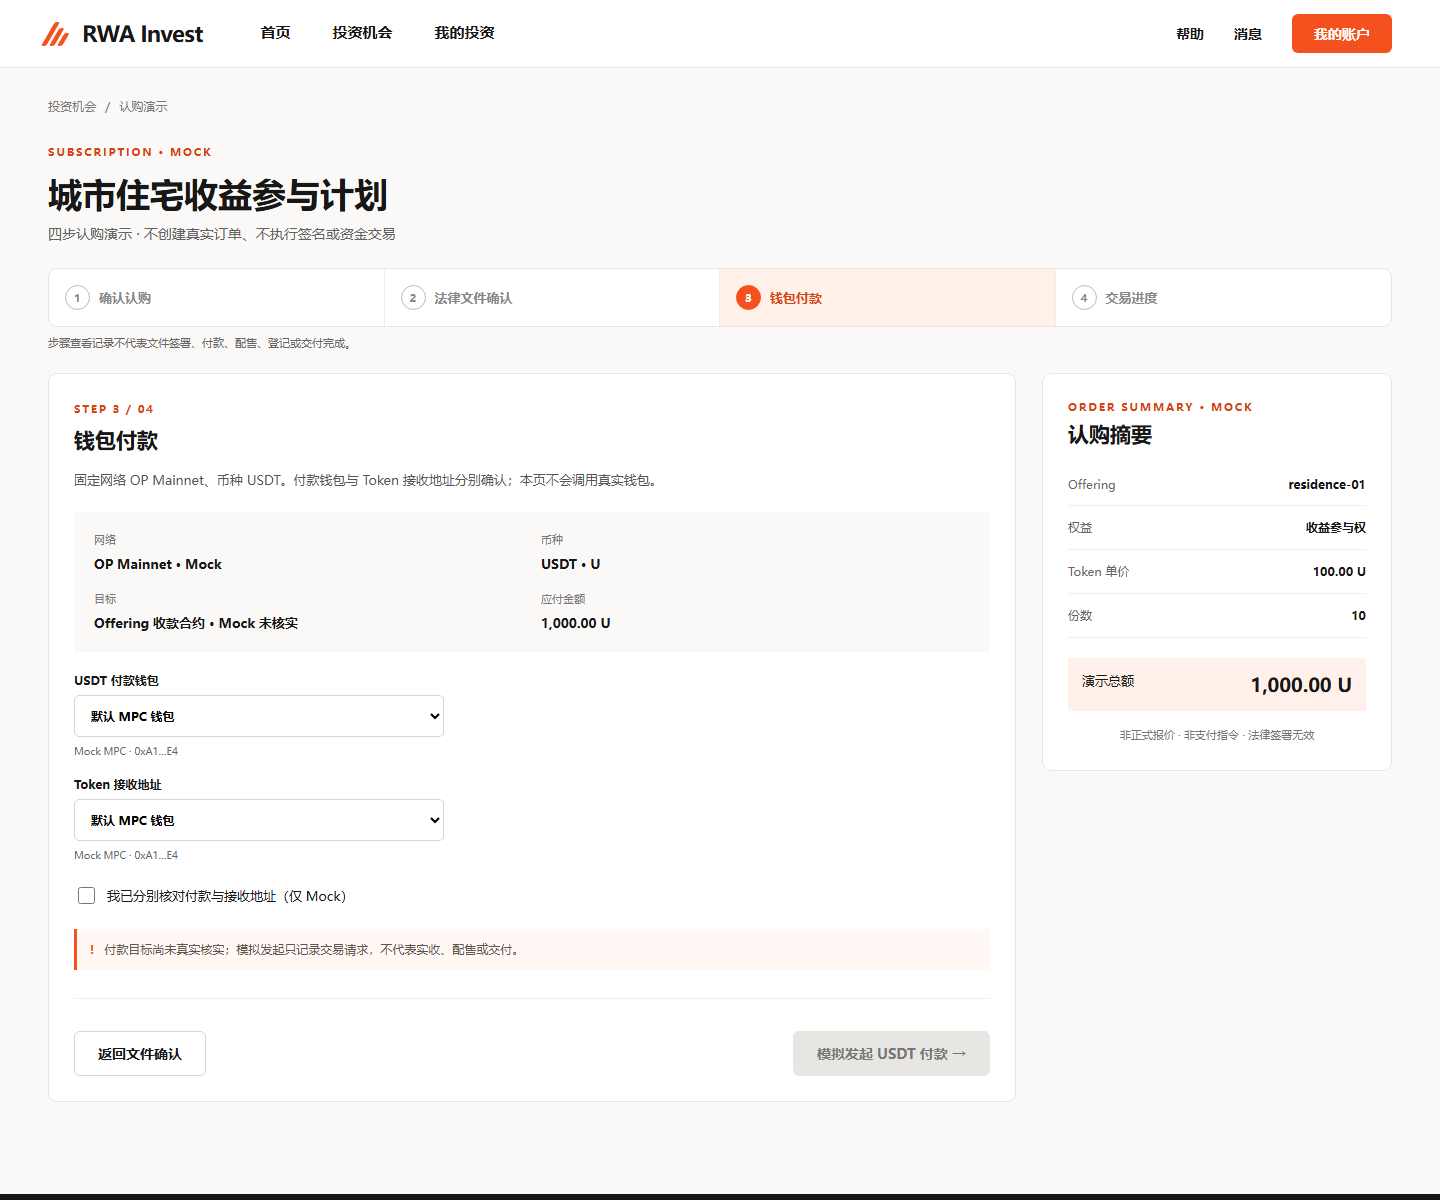 RWA Invest
首页
投资机会
我的投资
帮助
消息
我的账户
投资机会 / 认购演示
SUBSCRIPTION • MOCK
城市住宅收益参与计划
四步认购演示 · 不创建真实订单、不执行签名或资金交易
1 确认认购
2 法律文件确认
3 钱包付款
4 交易进度
步骤查看记录不代表文件签署、付款、配售、登记或交付完成。
STEP 3 / 04
钱包付款
固定网络 OP Mainnet、币种 USDT。付款钱包与 Token 接收地址分别确认；本页不会调用真实钱包。
网络
OP Mainnet • Mock
币种
USDT • U
目标
Offering 收款合约 • Mock 未核实
应付金额
1,000.00 U
USDT 付款钱包
默认 MPC 钱包
Mock MPC · 0xA1...E4
Token 接收地址
默认 MPC 钱包
Mock MPC · 0xA1...E4
我已分别核对付款与接收地址（仅 Mock）
! 付款目标尚未真实核实；模拟发起只记录交易请求，不代表实收、配售或交付。
返回文件确认
模拟发起 USDT 付款 →
ORDER SUMMARY • MOCK
认购摘要
Offering residence-01
权益 收益参与权
Token 单价 100.00 U
份数 10
演示总额 1,000.00 U
非正式报价 · 非支付指令 · 法律签署无效